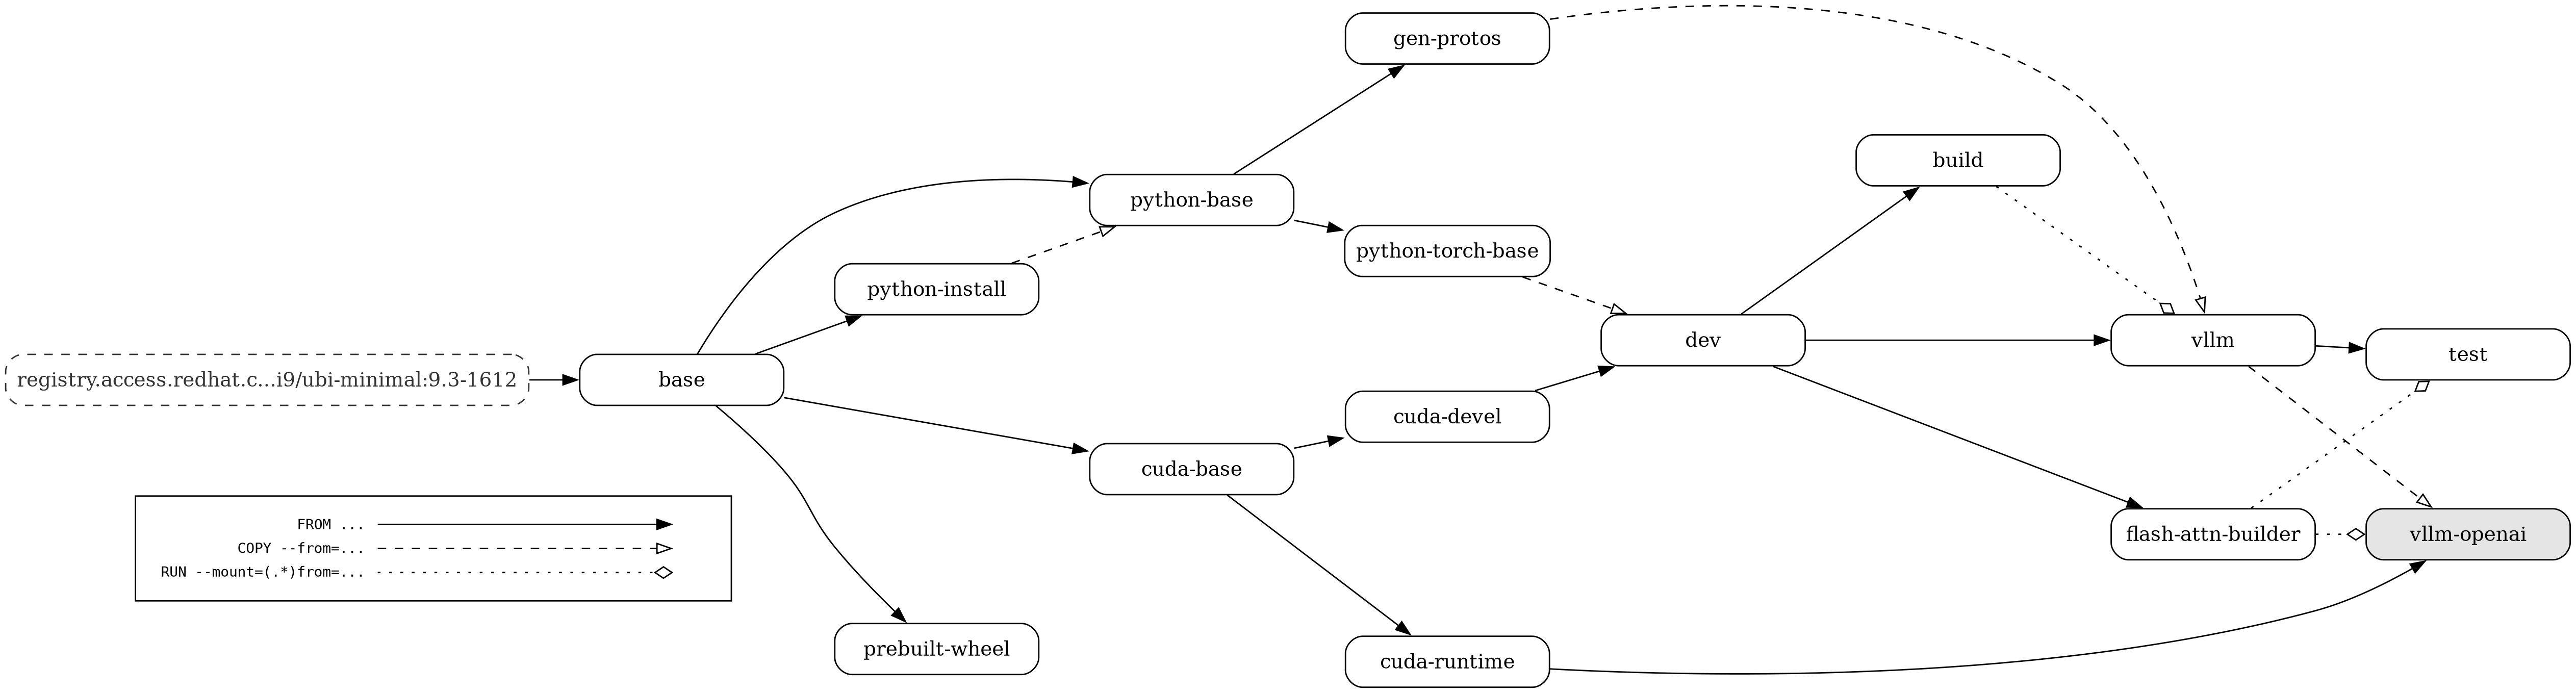 gen-protos
build
python-base
python-torch-base
python-install
dev
vllm
test
registry.access.redhat.c...i9/ubi-minimal:9.3-1612
base
cuda-devel
cuda-base
flash-attn-builder
vllm-openai
FROM ...
COPY --from=...
RUN --mount=(.*)from=...
prebuilt-wheel
cuda-runtime